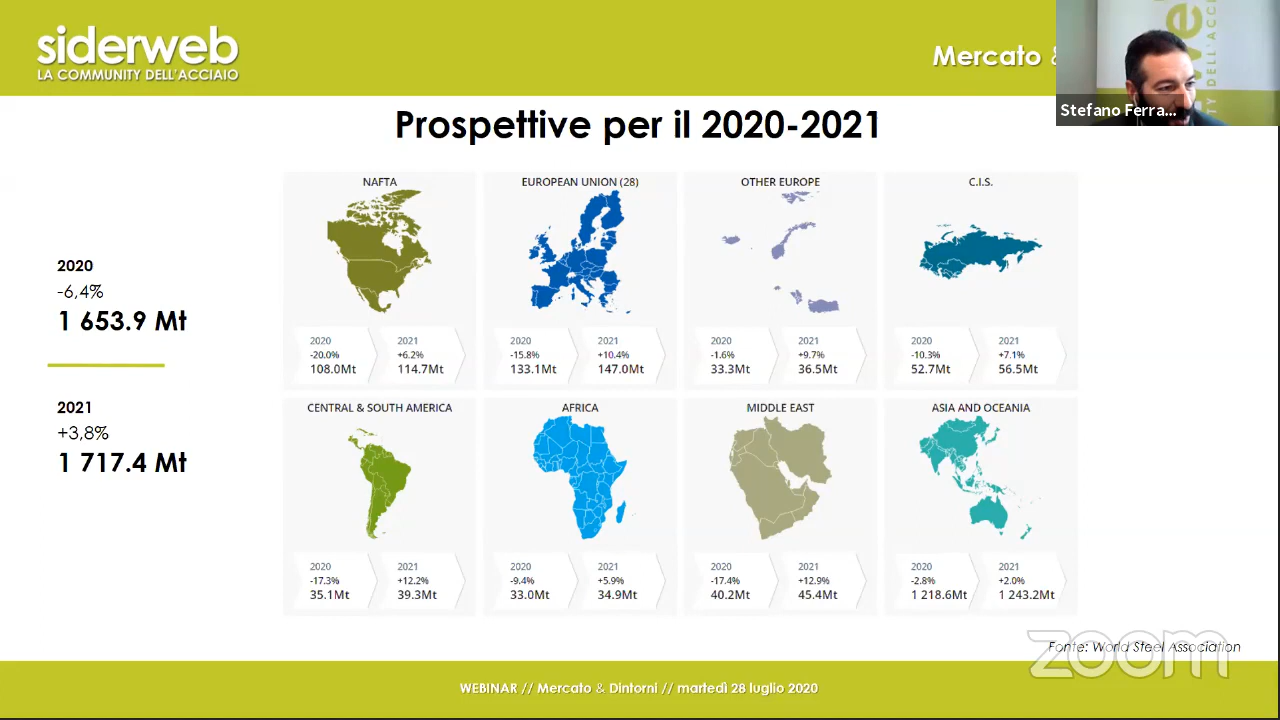 siderweb
LA COMMUNITY DELL'ACCIAIO
Mercato &
Stefano Ferra...
Prospettive per il 2020-2021
2020
-6,4%
1 653.9 Mt
2021
+3,8%
1 717.4 Mt
NAFTA
2020 2021
-20.0% +6.2%
108.0Mt 114.7Mt
EUROPEAN UNION (28)
2020 2021
-15.8% +10.4%
133.1Mt 147.0Mt
OTHER EUROPE
2020 2021
-1.6% +9.7%
33.3Mt 36.5Mt
C.I.S.
2020 2021
-10.3% +7.1%
52.7Mt 56.5Mt
CENTRAL & SOUTH AMERICA
2020 2021
-17.3% +12.2%
35.1Mt 39.3Mt
AFRICA
2020 2021
-9.4% +5.9%
33.0Mt 34.9Mt
MIDDLE EAST
2020 2021
-17.4% +12.9%
40.2Mt 45.4Mt
ASIA AND OCEANIA
2020 2021
-2.8% +2.0%
1 218.6Mt 1 243.2Mt
Fonte: World Steel Association
zoom
WEBINAR // Mercato & Dintorni // martedì 28 luglio 2020